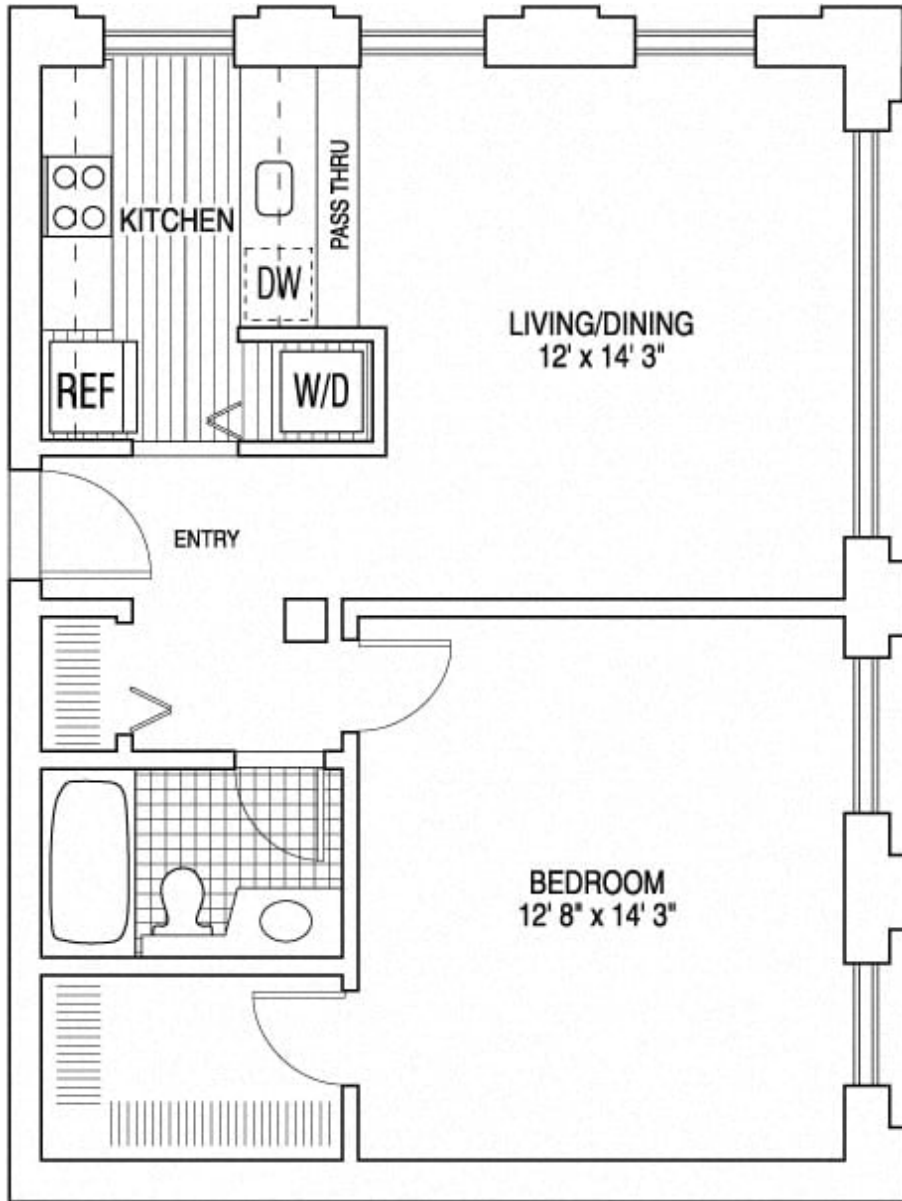 KITCHEN
PASS THRU
DW
REF
W/D
LIVING/DINING
12' x 14' 3"
ENTRY
BEDROOM
12' 8" x 14' 3"